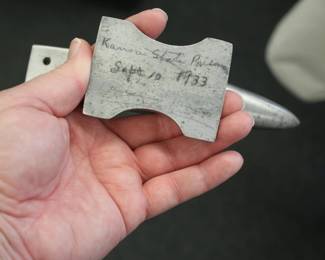 Kansas State Prison
Sept 10 1933